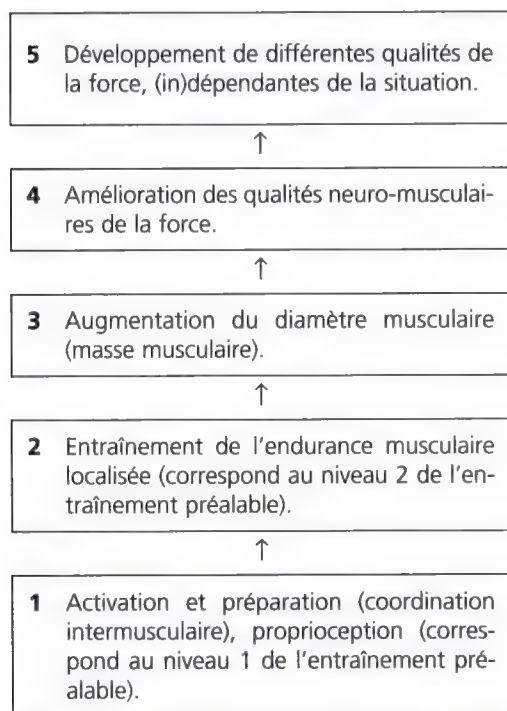 5 Développement de différentes qualités de
la force, (in)dépendantes de la situation.
↑
4 Amélioration des qualités neuro-musculai-
res de la force.
↑
3 Augmentation du diamètre musculaire
(masse musculaire).
↑
2 Entraînement de l'endurance musculaire
localisée (correspond au niveau 2 de l'en-
traînement préalable).
↑
1 Activation et préparation (coordination
intermusculaire), proprioception (corres-
pond au niveau 1 de l'entraînement pré-
alable).